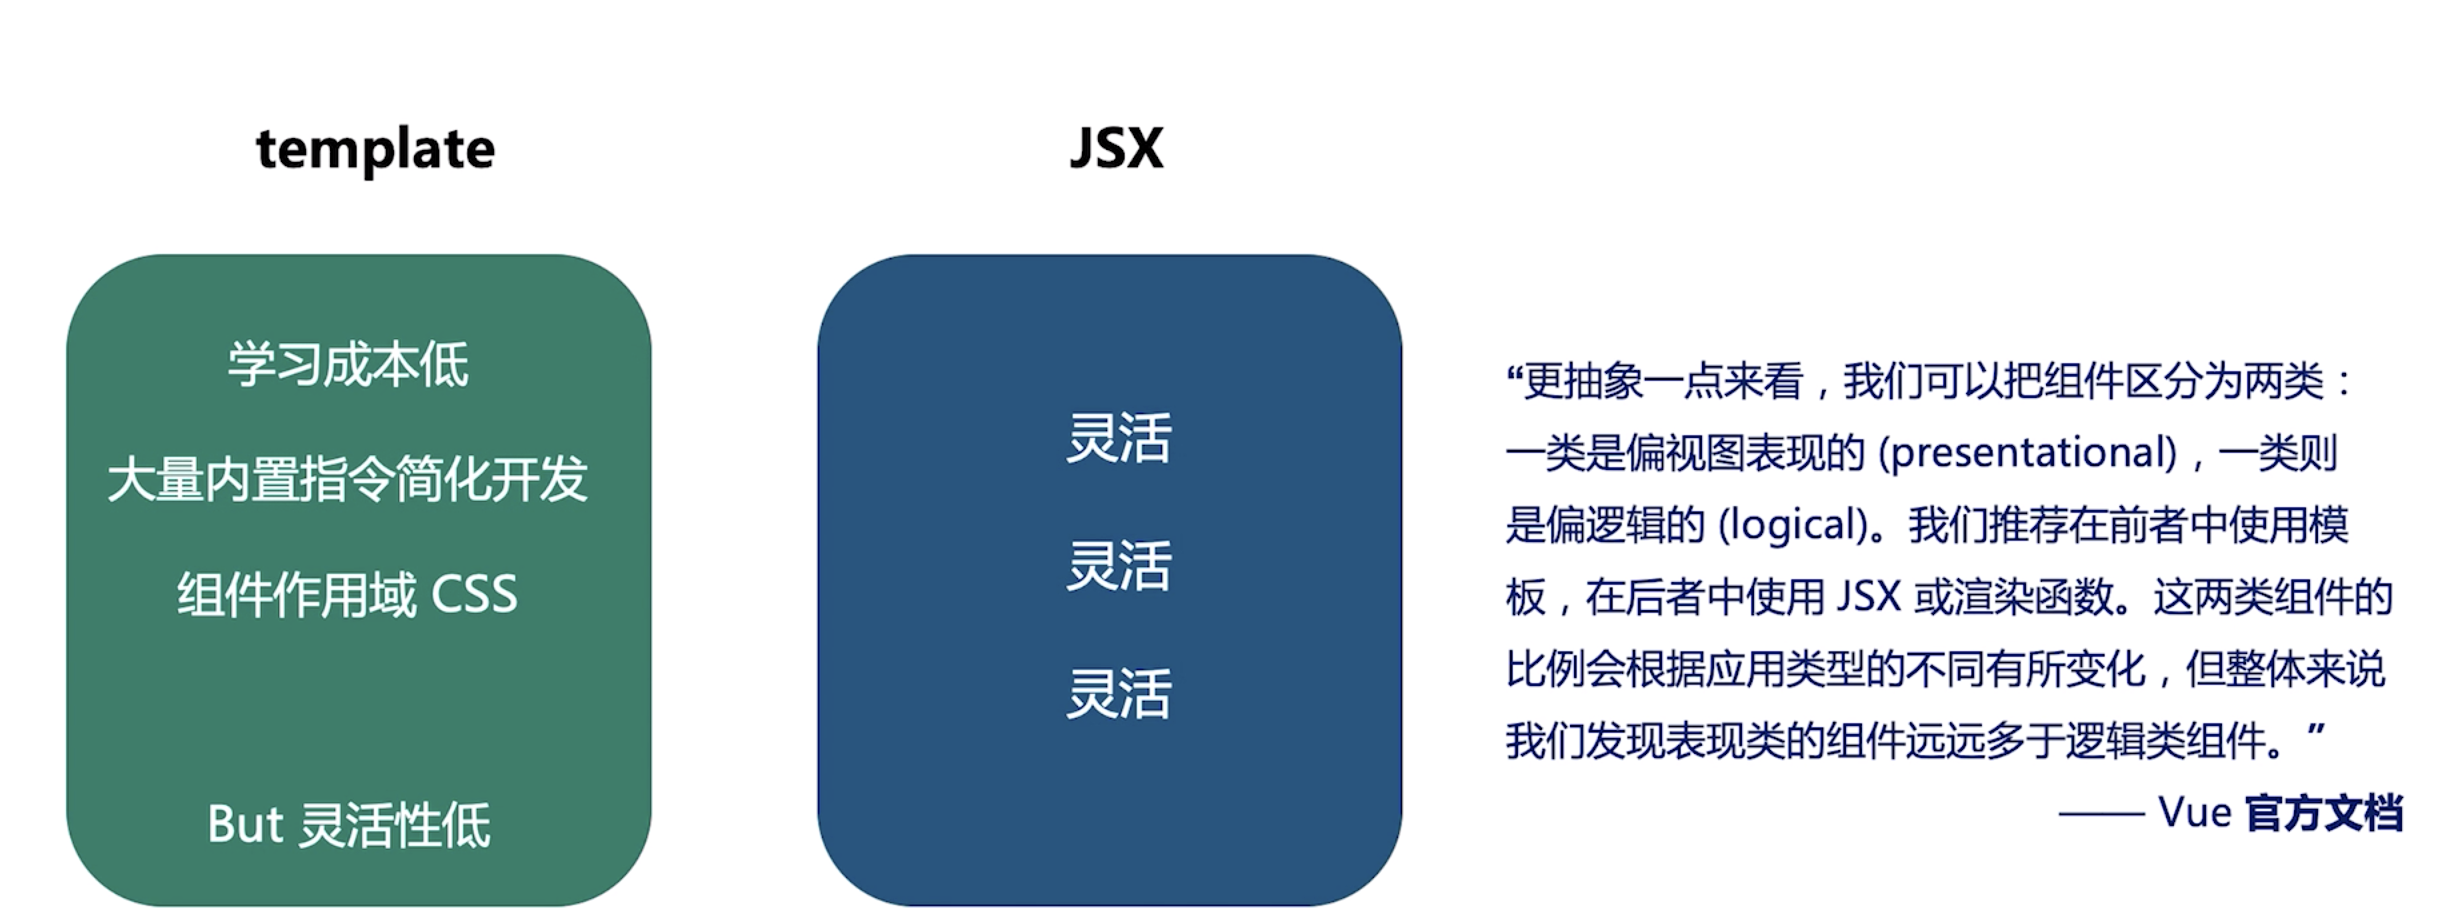 template
学习成本低
大量内置指令简化开发
组件作用域 CSS
But 灵活性低
JSX
灵活
灵活
灵活
“更抽象一点来看，我们可以把组件区分为两类：
一类是偏视图表现的 (presentational)，一类则
是偏逻辑的 (logical)。我们推荐在前者中使用模
板，在后者中使用 JSX 或渲染函数。这两类组件的
比例会根据应用类型的不同有所变化，但整体来说
我们发现表现类的组件远远多于逻辑类组件。”
—— Vue 官方文档